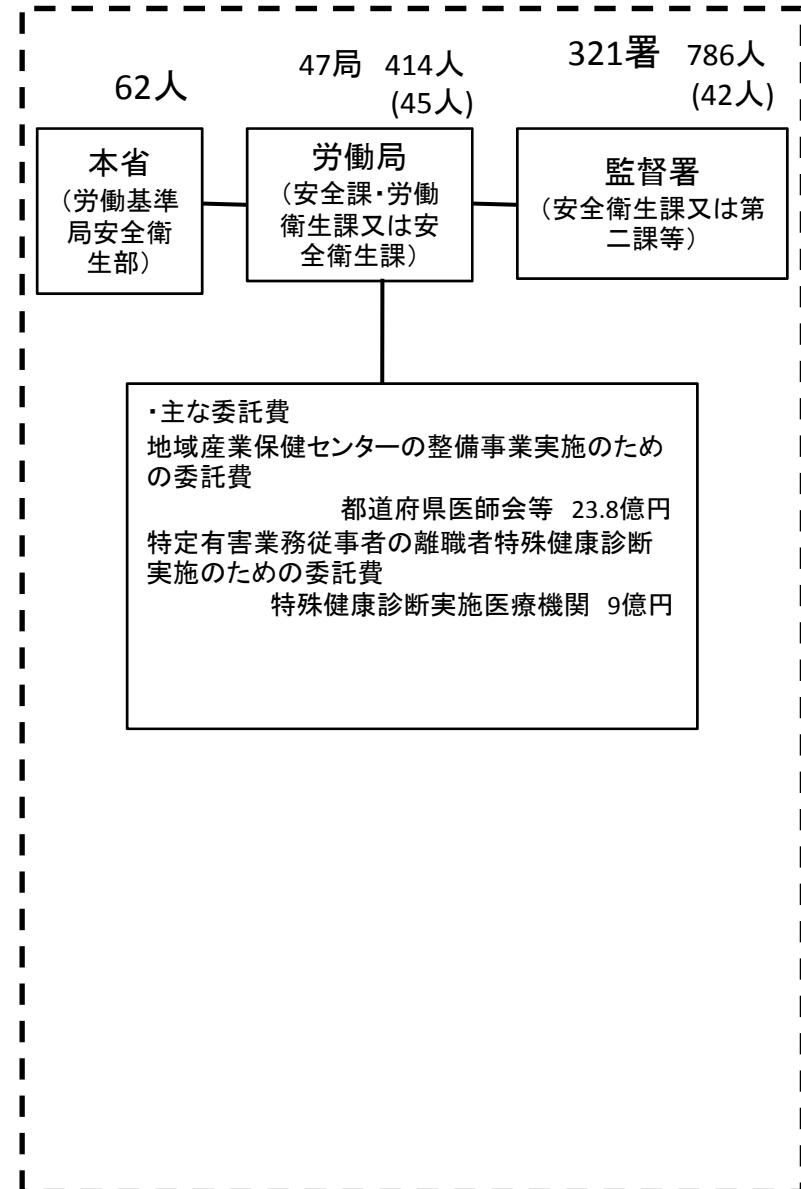 62人
47局 414人
(45人)
321署 786人
(42人)
本省
（労働基準
局安全衛
生部）
労働局
（安全課・労働
衛生課又は安
全衛生課）
監督署
（安全衛生課又は第
二課等）
・主な委託費
地域産業保健センターの整備事業実施のため
の委託費
都道府県医師会等 23.8億円
特定有害業務従事者の離職者特殊健康診断
実施のための委託費
特殊健康診断実施医療機関 9億円